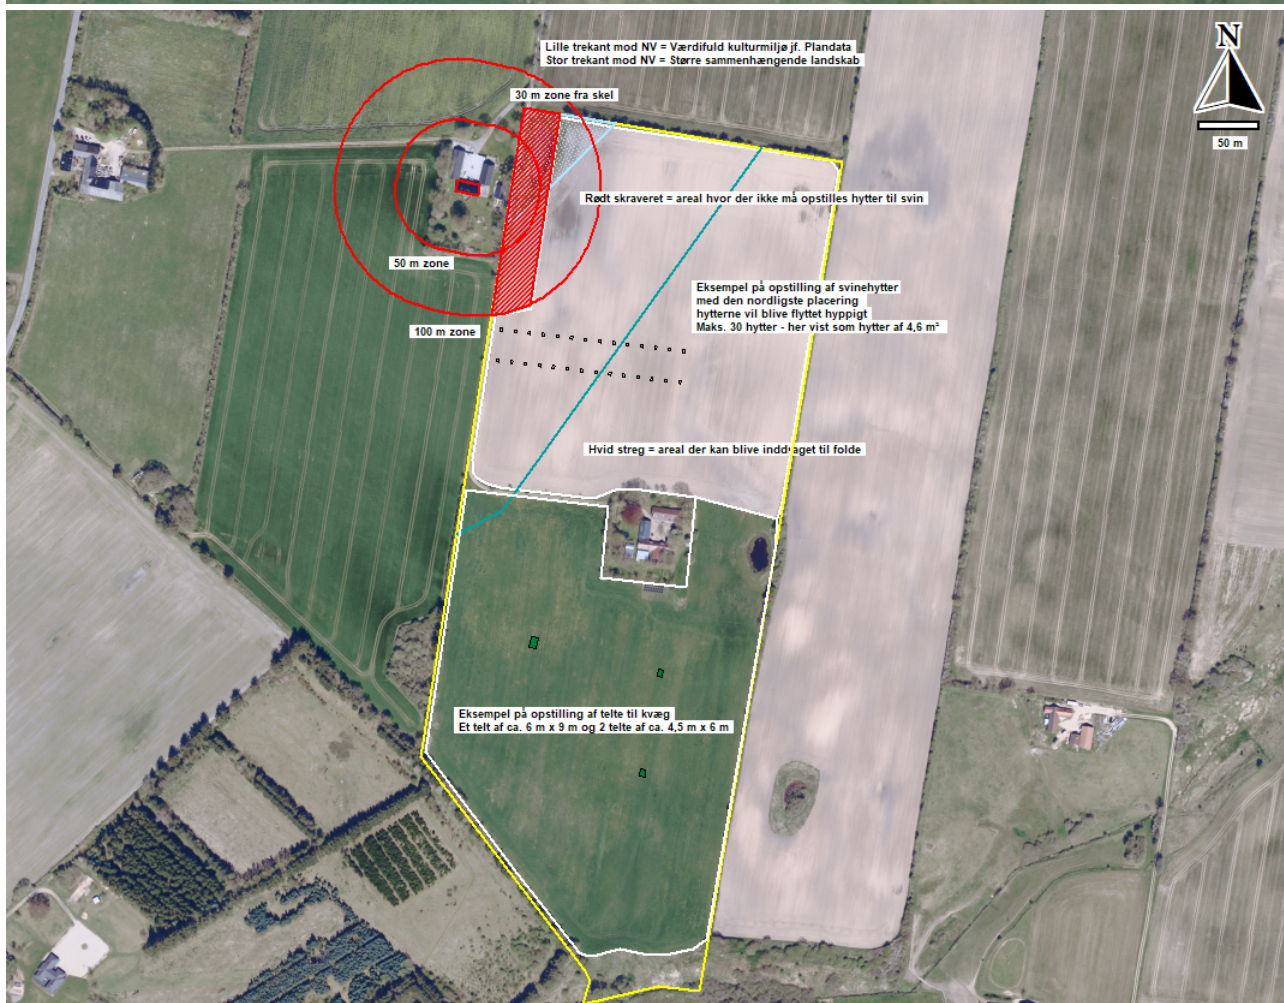 Lille trekant mod NV = Værdifuld kulturmiljø jf. Plandata
Stor trekant mod NV = Større sammenhængende landskab
N
50 m
30 m zone fra skel
Rødt skraveret = areal hvor der ikke må opstilles hytter til svin
50 m zone
Eksempel på opstilling af svinehytter
med den nordligste placering
hytterne vil blive flyttet hyppigt
Maks. 30 hytter - her vist som hytter af 4,6 m²
100 m zone
Hvid streg = areal der kan blive inddraget til folde
Eksempel på opstilling af telte til kvæg
Et telt af ca. 6 m x 9 m og 2 telte af ca. 4,5 m x 6 m